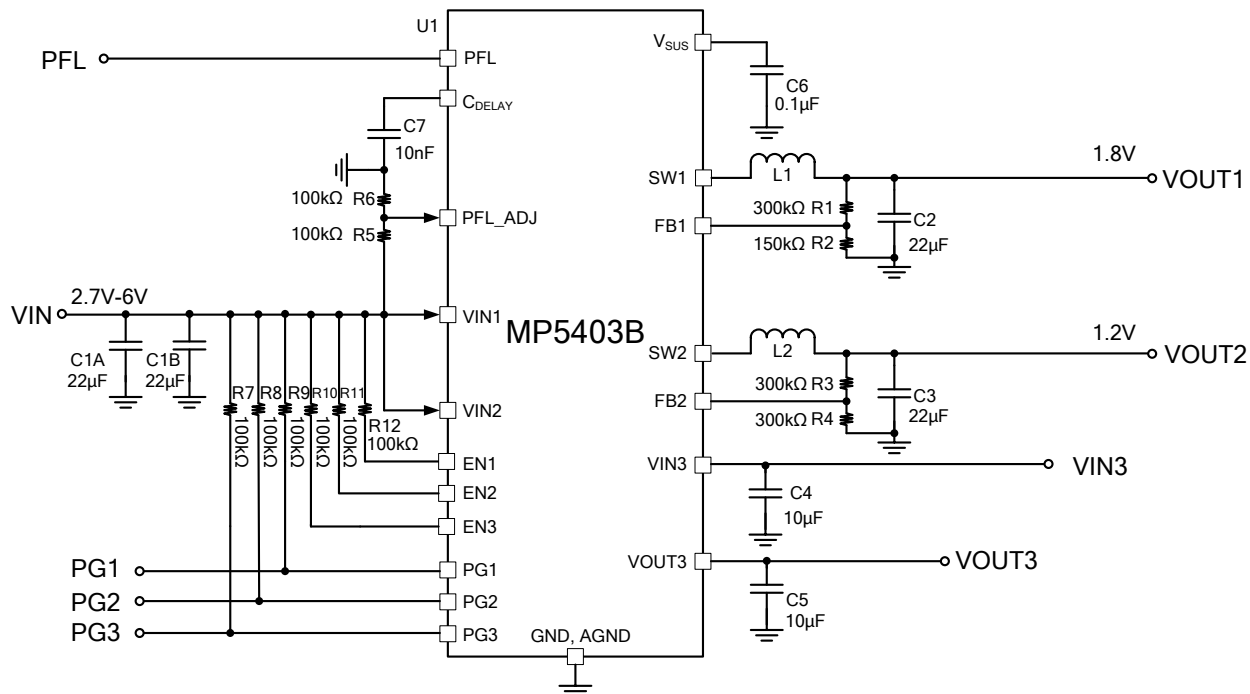 U1
PFL
PFL
C7
10nF
CDELAY
100kΩ R6
100kΩ R5
PFL_ADJ
VIN
2.7V-6V
VIN1
C1A
22µF
C1B
22µF
R7
R8
R9
R10
R11
100kΩ
100kΩ
100kΩ
100kΩ
100kΩ
R12
100kΩ
VIN2
EN1
EN2
EN3
PG1
PG1
PG2
PG2
PG3
PG3
MP5403B
GND, AGND
VSUS
C6
0.1µF
SW1
L1
1.8V
VOUT1
300kΩ R1
FB1
150kΩ R2
C2
22µF
SW2
L2
1.2V
VOUT2
300kΩ R3
FB2
300kΩ R4
C3
22µF
VIN3
VIN3
C4
10µF
VOUT3
VOUT3
C5
10µF